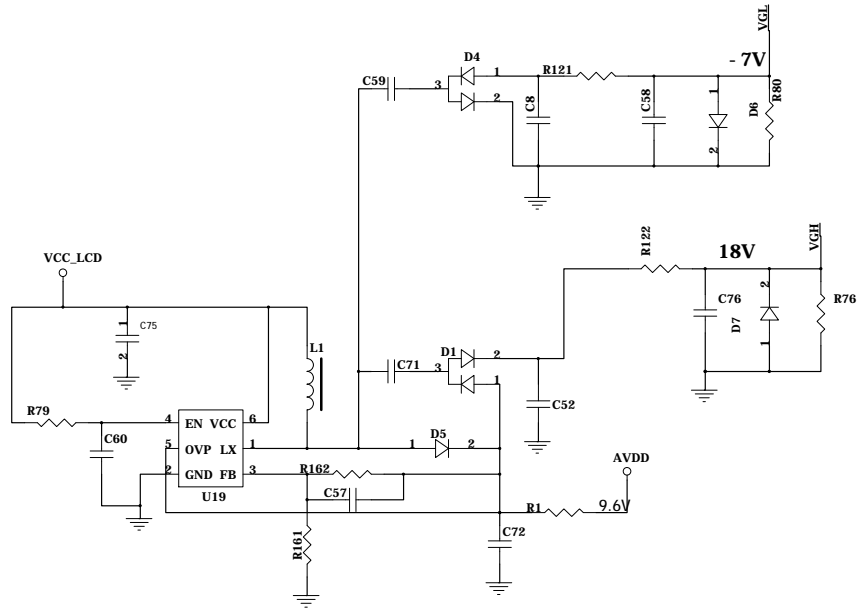 VGL
D4
- 7V
C59
3
1
2
R121
C8
C58
1
2
D6
R80
VGH
R122
18V
VCC_LCD
C76
D7
2
1
R76
1
C75
2
L1
D1
2
C71
3
1
C52
R79
4
EN VCC
6
C60
5
OVP LX
1
1
D5
2
2
GND FB
3
R162
U19
C57
AVDD
R1
9.6V
R161
C72